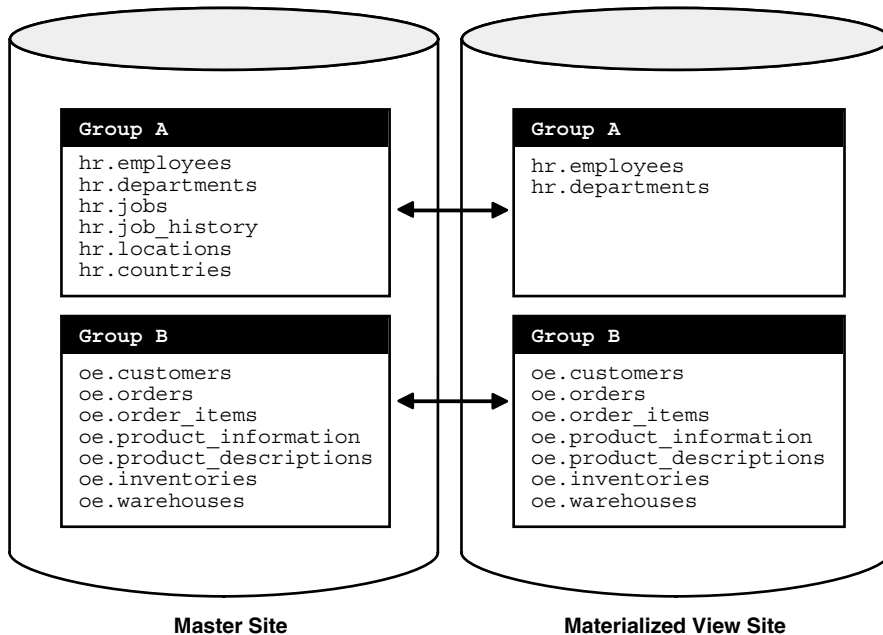 Group A
hr.employees
hr.departments
hr.jobs
hr.job_history
hr.locations
hr.countries
Group B
oe.customers
oe.orders
oe.order_items
oe.product_information
oe.product_descriptions
oe.inventories
oe.warehouses
Master Site
Group A
hr.employees
hr.departments
Group B
oe.customers
oe.orders
oe.order_items
oe.product_information
oe.product_descriptions
oe.inventories
oe.warehouses
Materialized View Site